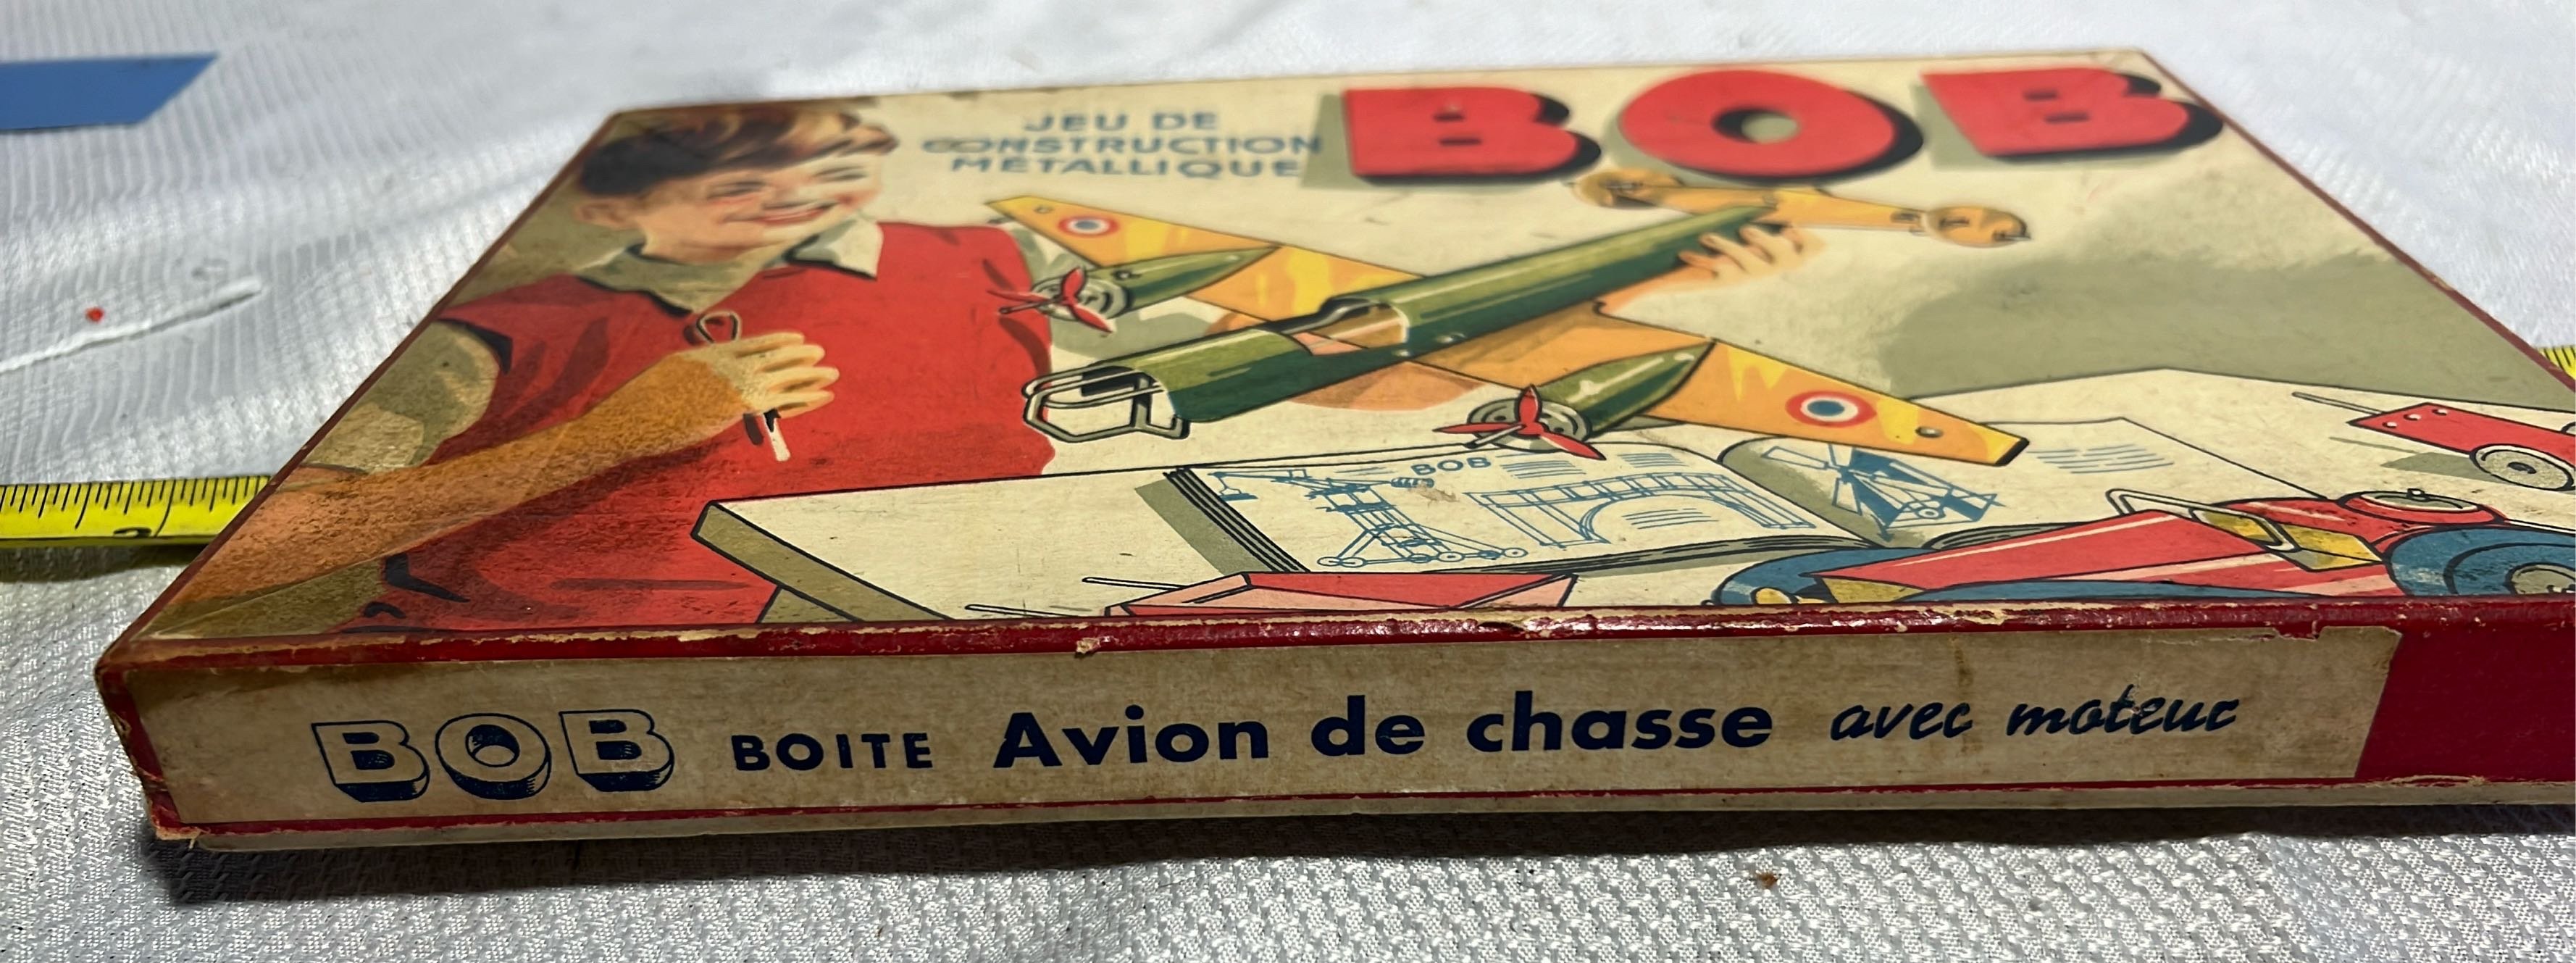 JEU DE
CONSTRUCTION
MÉTALLIQUE
BOB
BOB
BOB BOITE Avion de chasse avec moteur